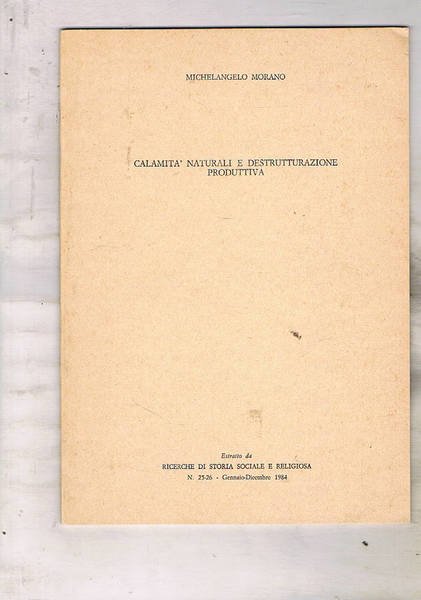 MICHELANGELO MORANO
CALAMITA' NATURALI E DESTRUTTURAZIONE
PRODUTTIVA
Estratto da
RICERCHE DI STORIA SOCIALE E RELIGIOSA
N. 25-26 - Gennaio-Dicembre 1984